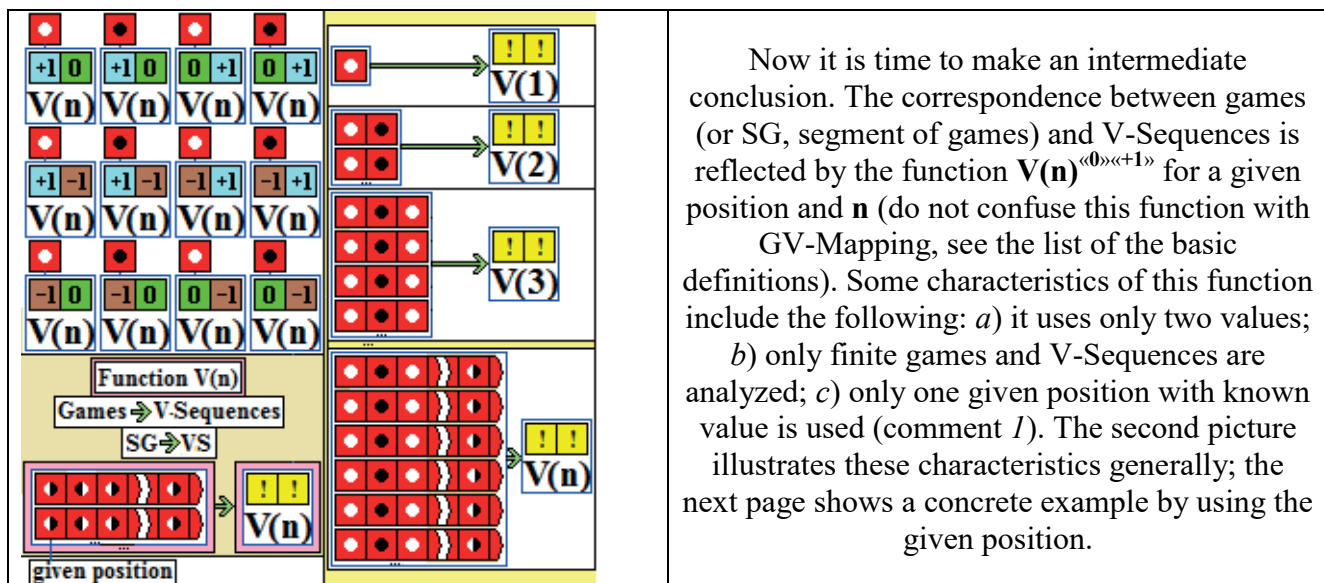 +1 0 +1 0 0 +1 0 +1
V(n) V(n) V(n) V(n)
+1 -1 +1 -1 -1 +1 -1 +1
V(n) V(n) V(n) V(n)
-1 0 -1 0 0 -1 0 -1
V(n) V(n) V(n) V(n)
Function V(n)
Games V-Sequences
SG VS
! !
V(n)
... ...
given position
! !
V(1)
! !
V(2)
...
! !
V(3)
...
! !
V(n)
... ...
Now it is time to make an intermediate
conclusion. The correspondence between games
(or SG, segment of games) and V-Sequences is
reflected by the function V(n)«0»«+1» for a given
position and n (do not confuse this function with
GV-Mapping, see the list of the basic
definitions). Some characteristics of this function
include the following: a) it uses only two values;
b) only finite games and V-Sequences are
analyzed; c) only one given position with known
value is used (comment 1). The second picture
illustrates these characteristics generally; the
next page shows a concrete example by using the
given position.